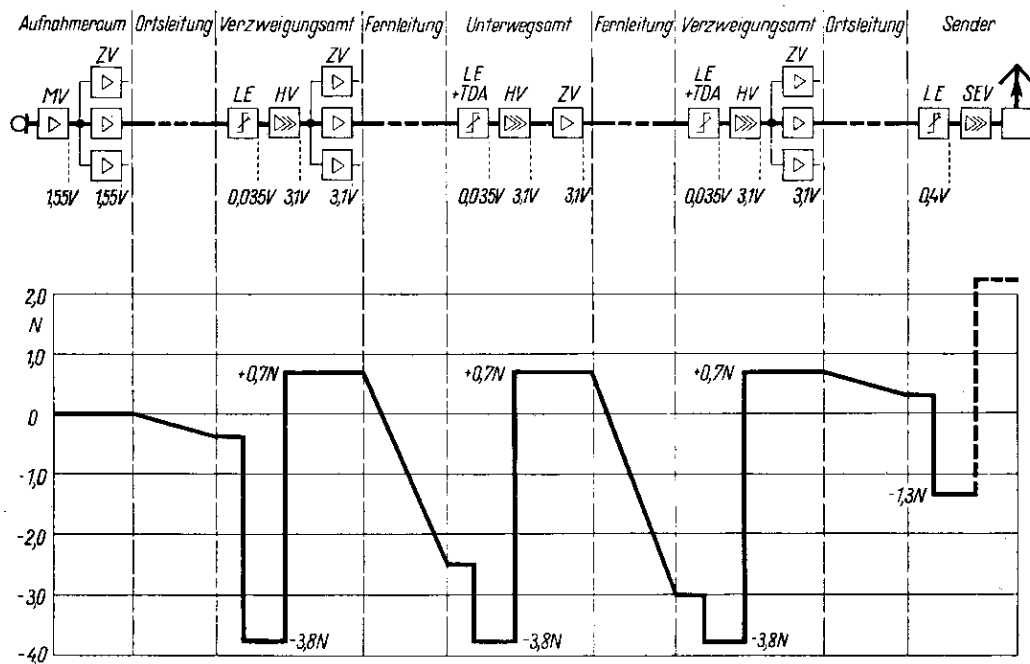 Aufnahmeraum Ortsleitung Verzweigungsamt Fernleitung Unterwegsamt Fernleitung Verzweigungsamt Ortsleitung Sender
ZV ZV ZV
MV LE HV LE +TDA HV ZV LE +TDA HV LE SEV
1,55V 1,55V 0,035V 3,1V 3,1V 0,035V 3,1V 3,1V 0,035V 3,1V 3,1V 0,4V
2,0
N
1,0
+0,7N +0,7N +0,7N
0
-1,0
-1,3N
-2,0
-3,0
-3,8N -3,8N -3,8N
-4,0